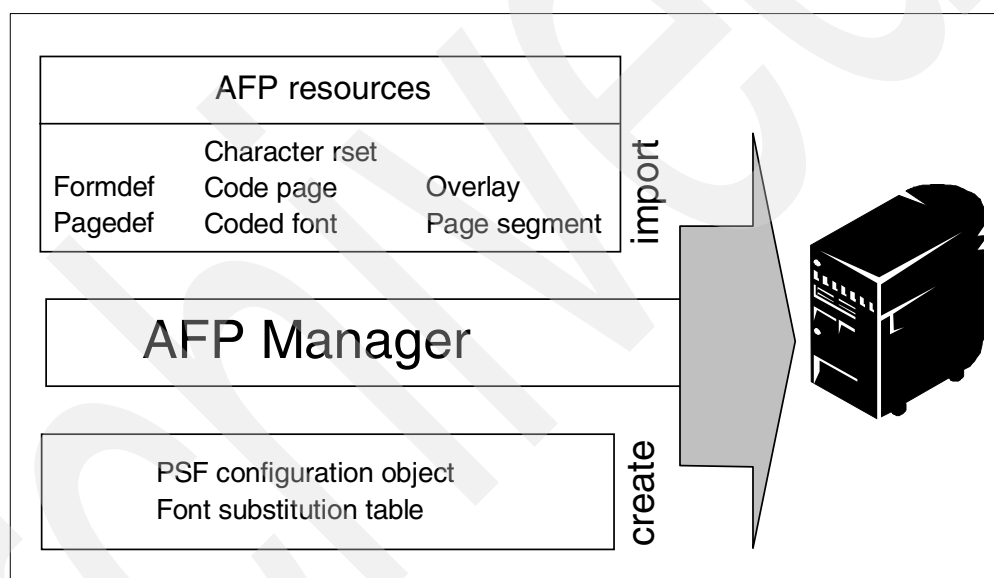 AFP resources
Character rset
Formdef Code page Overlay
Pagedef Coded font Page segment
import
AFP Manager
PSF configuration object
Font substitution table
create